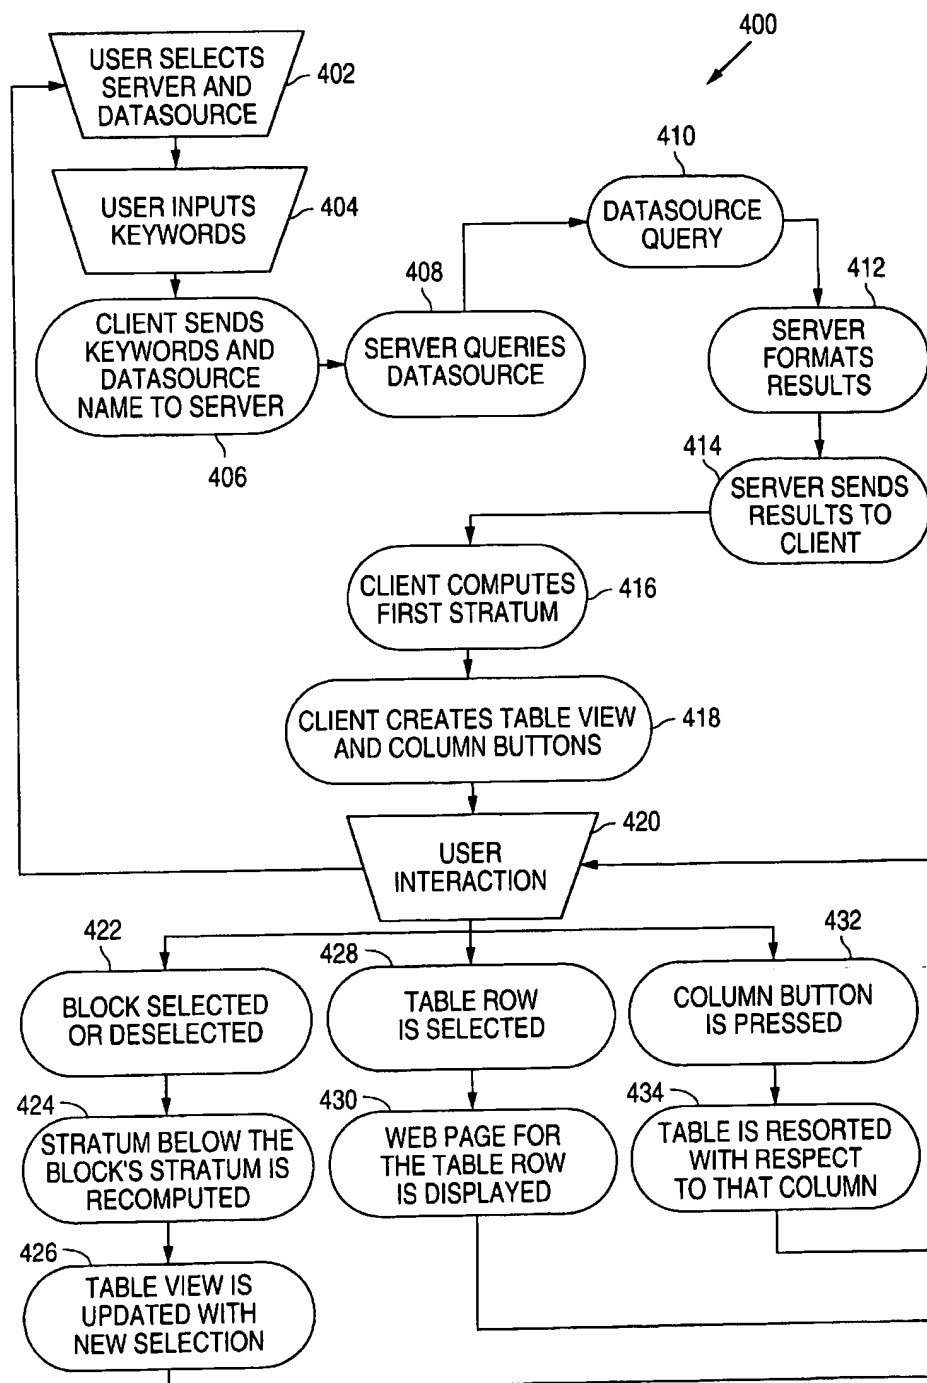 400
USER SELECTS
SERVER AND
DATASOURCE
402
USER INPUTS
KEYWORDS
404
CLIENT SENDS
KEYWORDS AND
DATASOURCE
NAME TO SERVER
406
408
SERVER QUERIES
DATASOURCE
410
DATASOURCE
QUERY
412
SERVER
FORMATS
RESULTS
414
SERVER SENDS
RESULTS TO
CLIENT
CLIENT COMPUTES
FIRST STRATUM
416
CLIENT CREATES TABLE VIEW
AND COLUMN BUTTONS
418
USER
INTERACTION
420
422
BLOCK SELECTED
OR DESELECTED
424
STRATUM BELOW THE
BLOCK'S STRATUM IS
RECOMPUTED
426
TABLE VIEW IS
UPDATED WITH
NEW SELECTION
428
TABLE ROW
IS SELECTED
430
WEB PAGE FOR
THE TABLE ROW
IS DISPLAYED
432
COLUMN BUTTON
IS PRESSED
434
TABLE IS RESORTED
WITH RESPECT
TO THAT COLUMN